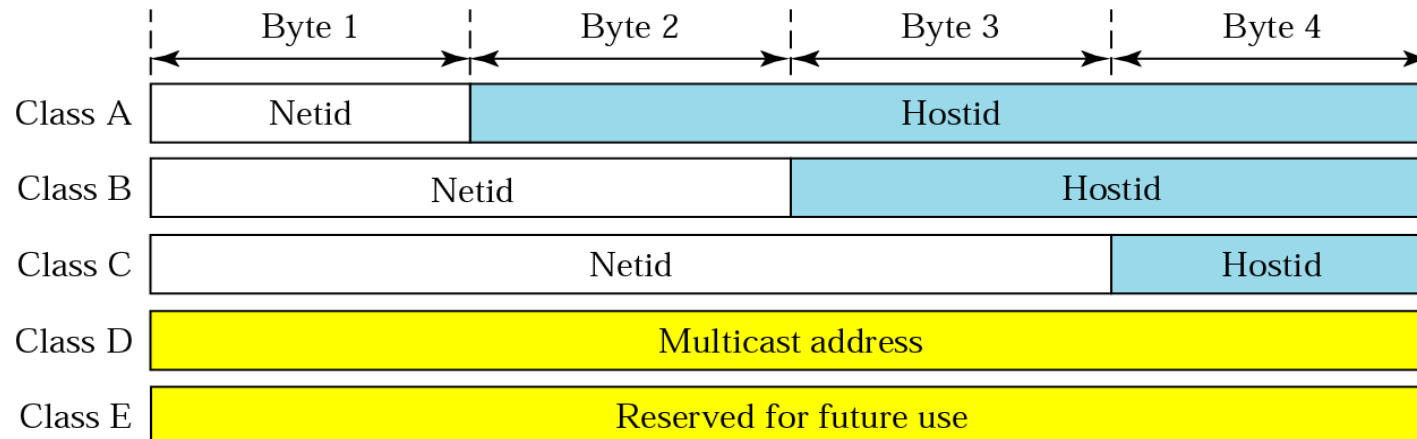 Byte 1 Byte 2 Byte 3 Byte 4
Class A Netid Hostid
Class B Netid Hostid
Class C Netid Hostid
Class D Multicast address
Class E Reserved for future use